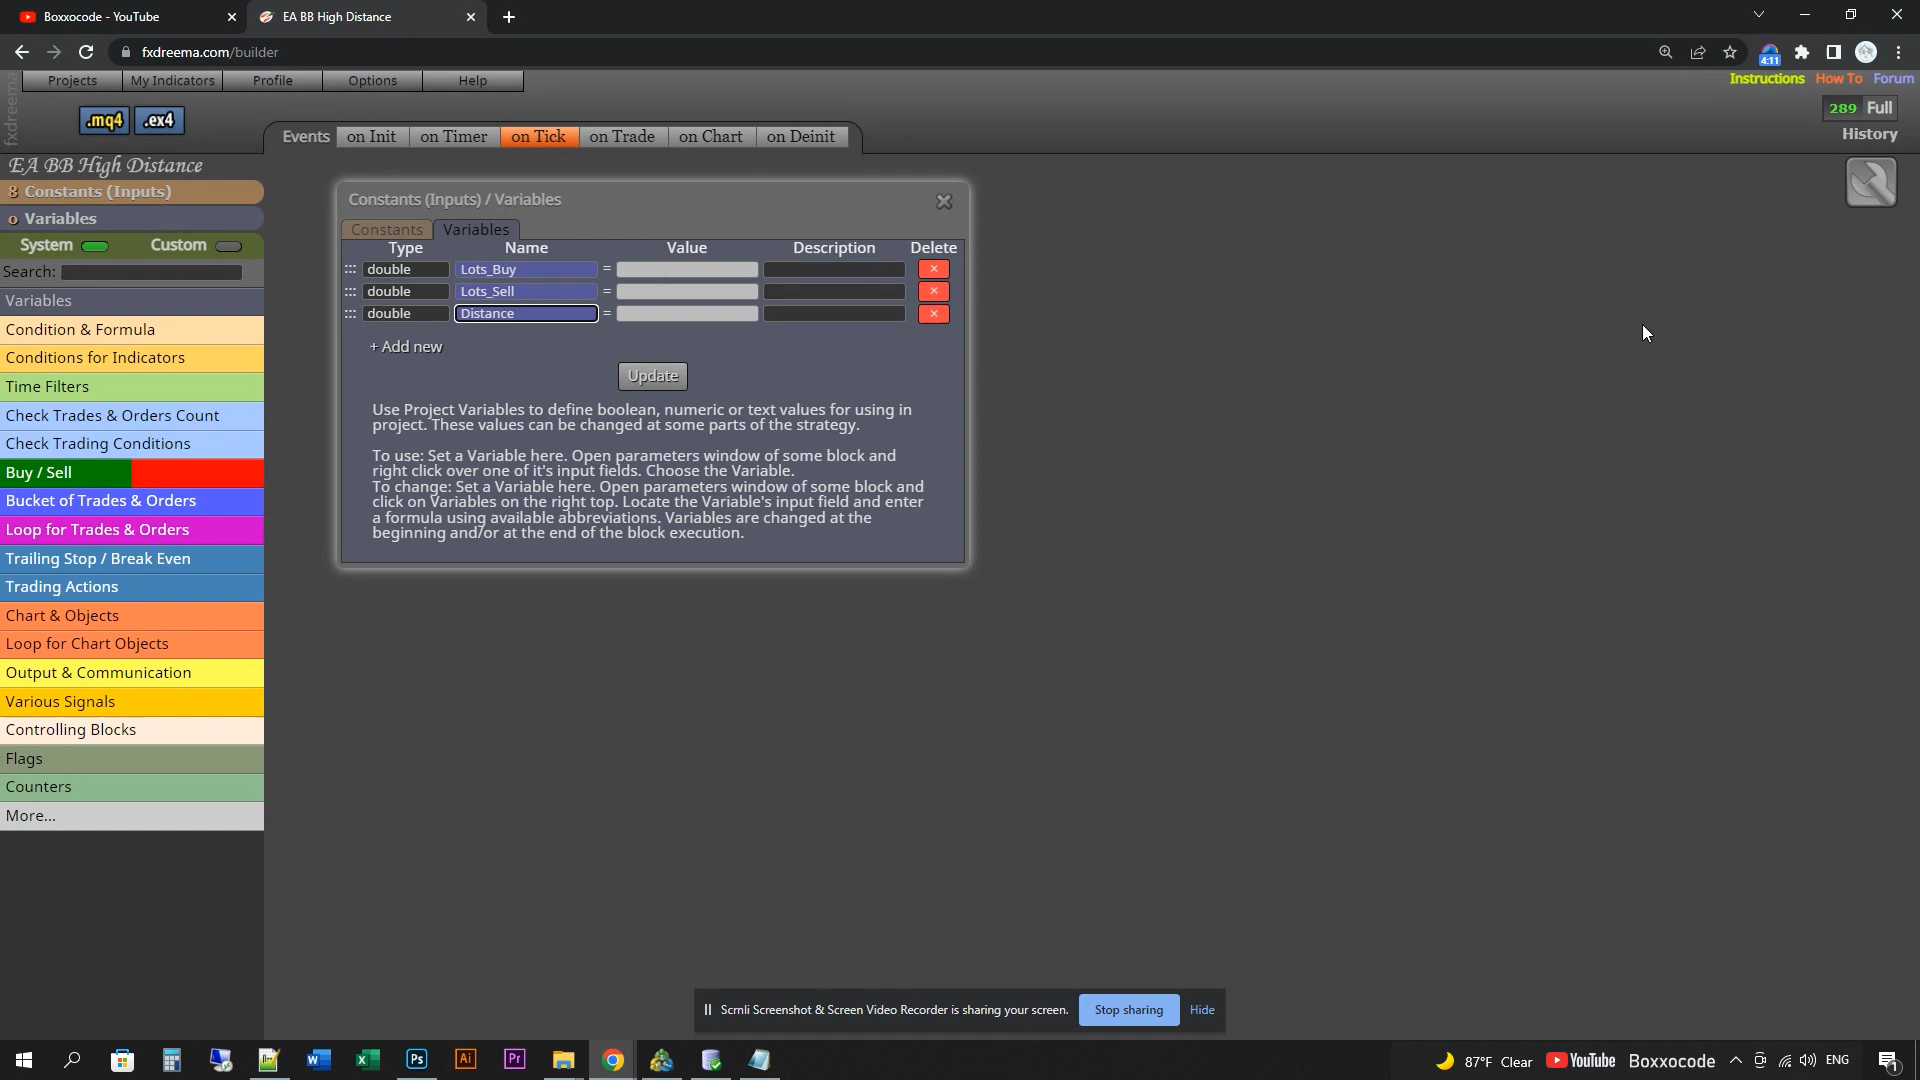 Boxxocode - YouTube
EA BB High Distance
fxdreema.com/builder
4:11
Projects
My Indicators
Profile
Options
Help
Instructions How To Forum
fxdreema
.mq4
.ex4
289 Full
History
Events
on Init
on Timer
on Tick
on Trade
on Chart
on Deinit
EA BB High Distance
8 Constants (Inputs)
0 Variables
System
Custom
Search:
Variables
Condition & Formula
Conditions for Indicators
Time Filters
Check Trades & Orders Count
Check Trading Conditions
Buy / Sell
Bucket of Trades & Orders
Loop for Trades & Orders
Trailing Stop / Break Even
Trading Actions
Chart & Objects
Loop for Chart Objects
Output & Communication
Various Signals
Controlling Blocks
Flags
Counters
More...
Constants (Inputs) / Variables
Constants
Variables
Type Name Value Description Delete
::: double Lots_Buy = ×
::: double Lots_Sell = ×
::: double Distance = ×
+ Add new
Update
Use Project Variables to define boolean, numeric or text values for using in
project. These values can be changed at some parts of the strategy.
To use: Set a Variable here. Open parameters window of some block and
right click over one of it's input fields. Choose the Variable.
To change: Set a Variable here. Open parameters window of some block and
click on Variables on the right top. Locate the Variable's input field and enter
a formula using available abbreviations. Variables are changed at the
beginning and/or at the end of the block execution.
Scrnli Screenshot & Screen Video Recorder is sharing your screen.
Stop sharing
Hide
Ps
Ai
Pr
87°F Clear
YouTube
Boxxocode
ENG
1